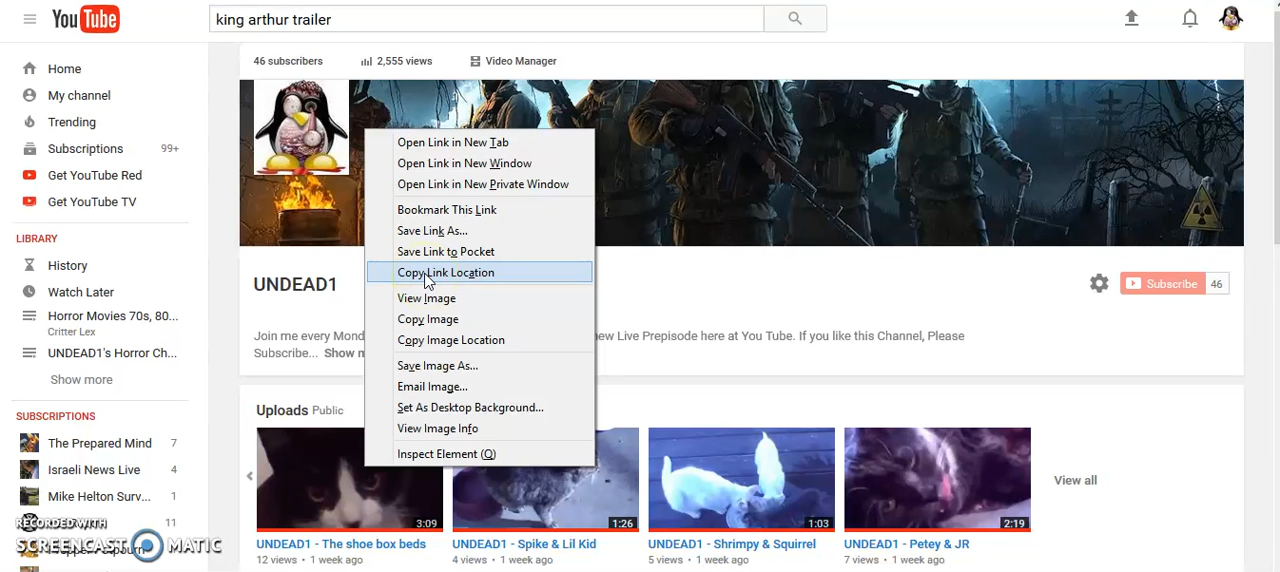 YouTube
king arthur trailer
46 subscribers 2,555 views Video Manager
Home
My channel
Trending
Subscriptions 99+
Get YouTube Red
Get YouTube TV
LIBRARY
History
Watch Later
Horror Movies 70s, 80...
Critter Lex
UNDEAD1's Horror Ch...
Show more
SUBSCRIPTIONS
The Prepared Mind 7
Israeli News Live 4
Mike Helton Surv... 1
11
RECORDED WITH
SCREENCAST MATIC
Open Link in New Tab
Open Link in New Window
Open Link in New Private Window
Bookmark This Link
Save Link As...
Save Link to Pocket
Copy Link Location
View Image
Copy Image
Copy Image Location
Save Image As...
Email Image...
Set As Desktop Background...
View Image Info
Inspect Element (Q)
UNDEAD1
Subscribe 46
Join me every Mond new Live Prepisode here at You Tube. If you like this Channel, Please
Subscribe... Show m
Uploads Public
View all
3:09 1:26 1:03 2:19
UNDEAD1 - The shoe box beds UNDEAD1 - Spike & Lil Kid UNDEAD1 - Shrimpy & Squirrel UNDEAD1 - Petey & JR
12 views • 1 week ago 4 views • 1 week ago 5 views • 1 week ago 7 views • 1 week ago